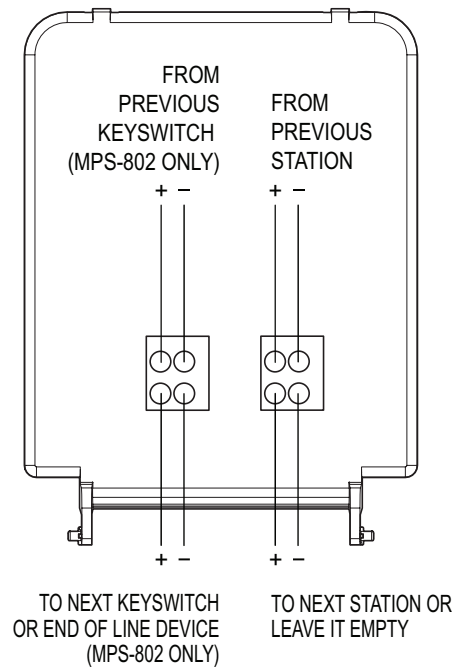 FROM
PREVIOUS
KEYSWITCH
(MPS-802 ONLY)
FROM
PREVIOUS
STATION
+ −
+ −
+ −
+ −
TO NEXT KEYSWITCH
OR END OF LINE DEVICE
(MPS-802 ONLY)
TO NEXT STATION OR
LEAVE IT EMPTY